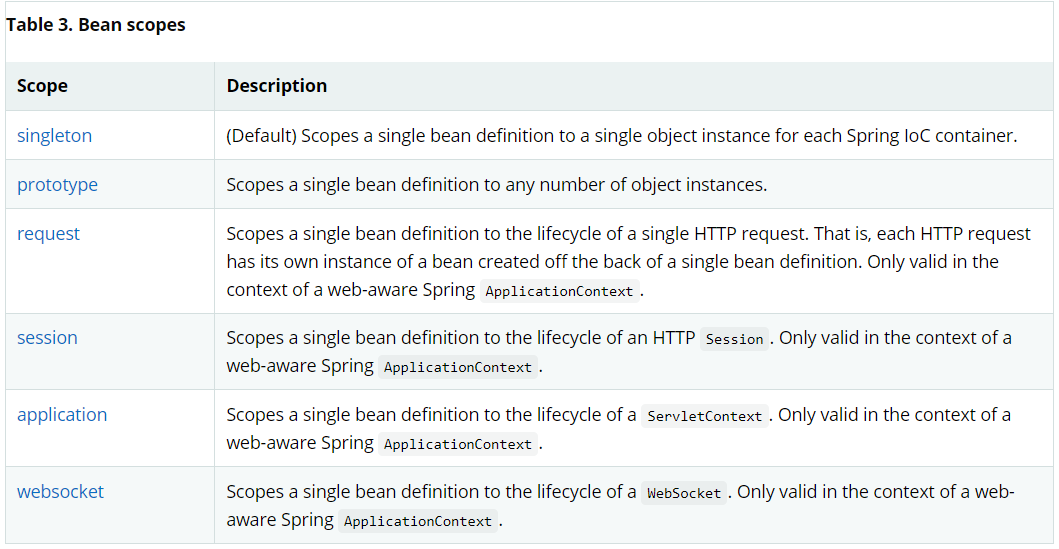 Table 3. Bean scopes
Scope Description
singleton (Default) Scopes a single bean definition to a single object instance for each Spring IoC container.
prototype Scopes a single bean definition to any number of object instances.
request Scopes a single bean definition to the lifecycle of a single HTTP request. That is, each HTTP request
has its own instance of a bean created off the back of a single bean definition. Only valid in the
context of a web-aware Spring ApplicationContext .
session Scopes a single bean definition to the lifecycle of an HTTP Session . Only valid in the context of a
web-aware Spring ApplicationContext .
application Scopes a single bean definition to the lifecycle of a ServletContext . Only valid in the context of a
web-aware Spring ApplicationContext .
websocket Scopes a single bean definition to the lifecycle of a WebSocket . Only valid in the context of a web-
aware Spring ApplicationContext .